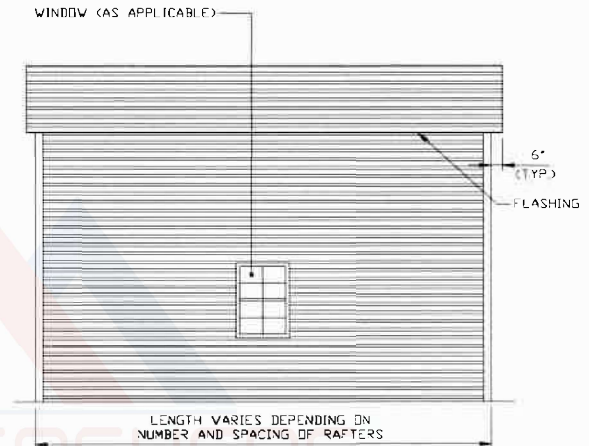 WINDOW (AS APPLICABLE)
6"
(TYP)
FLASHING
LENGTH VARIES DEPENDING ON
NUMBER AND SPACING OF RAFTERS